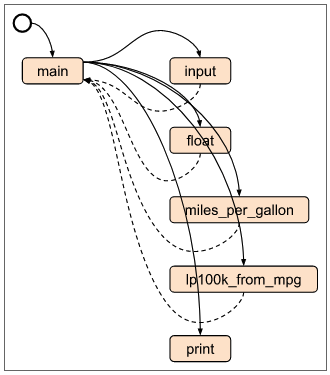 main
input
float
miles_per_gallon
lp100k_from_mpg
print